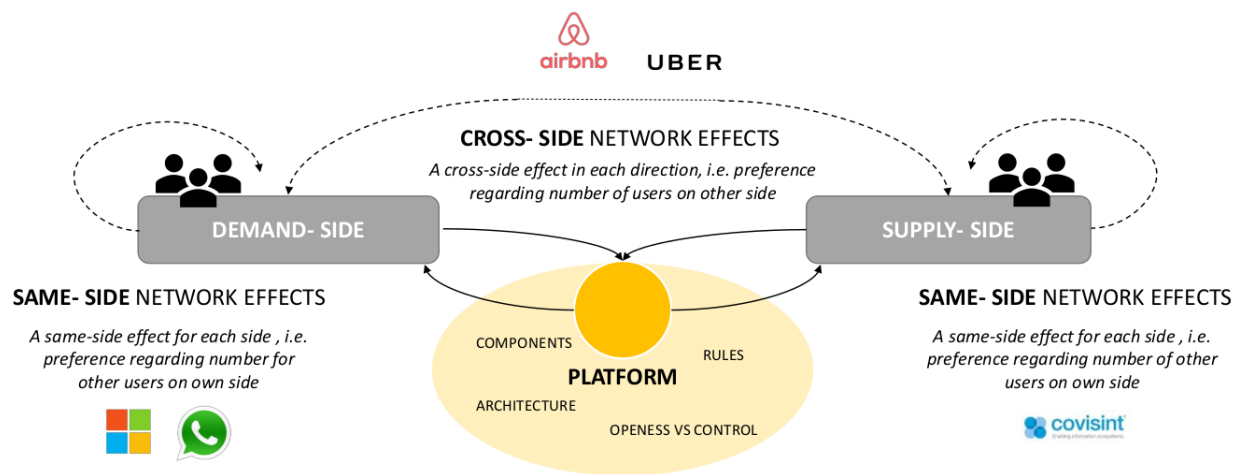 airbnb
UBER
CROSS- SIDE NETWORK EFFECTS
A cross-side effect in each direction, i.e. preference
regarding number of users on other side
DEMAND- SIDE
SUPPLY- SIDE
SAME- SIDE NETWORK EFFECTS
A same-side effect for each side , i.e.
preference regarding number for
other users on own side
COMPONENTS
RULES
PLATFORM
ARCHITECTURE
OPENESS VS CONTROL
SAME- SIDE NETWORK EFFECTS
A same-side effect for each side , i.e.
preference regarding number of other
users on own side
covisint
Enabling information ecosystems